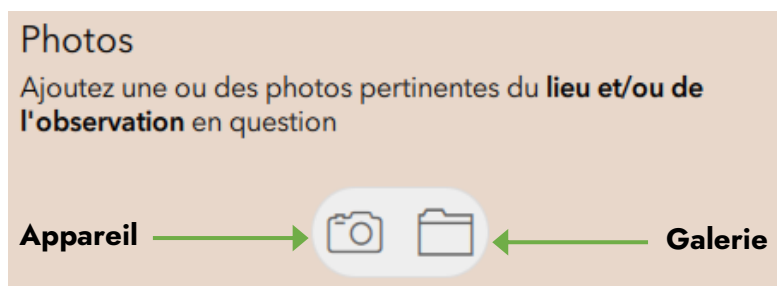 Photos
Ajoutez une ou des photos pertinentes du lieu et/ou de
l'observation en question
Appareil
Galerie